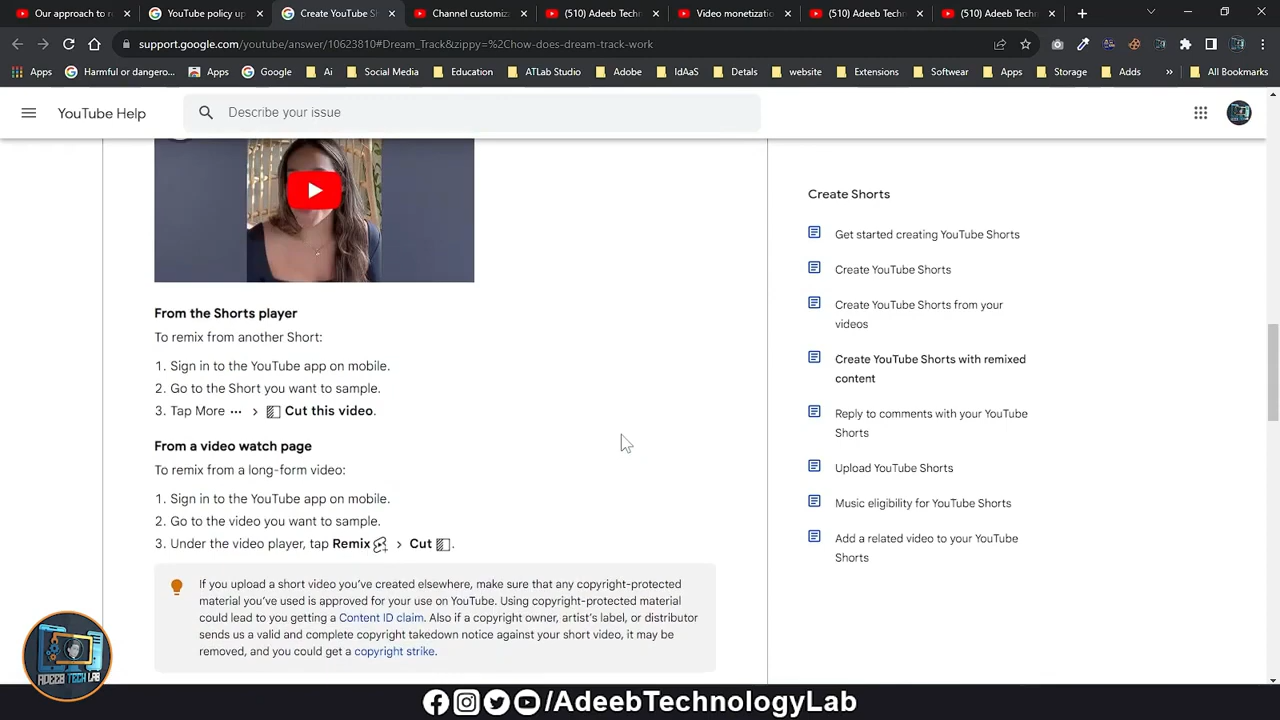 Our approach to r
YouTube policy up
Create YouTube Sh
Channel customiz
(510) Adeeb Techn
Video monetizatio
(510) Adeeb Techn
(510) Adeeb Techn
support.google.com/youtube/answer/10623810#Dream_Track&zippy=%2Chow-does-dream-track-work
Apps
Harmful or dangero...
Apps
Google
Ai
Social Media
Education
ATLab Studio
Adobe
IdAaS
Detals
website
Extensions
Softwear
Apps
Storage
Adds
»
All Bookmarks
YouTube Help
Describe your issue
From the Shorts player
To remix from another Short:
1. Sign in to the YouTube app on mobile.
2. Go to the Short you want to sample.
3. Tap More ··· > Cut this video.
From a video watch page
To remix from a long-form video:
1. Sign in to the YouTube app on mobile.
2. Go to the video you want to sample.
3. Under the video player, tap Remix > Cut .
If you upload a short video you've created elsewhere, make sure that any copyright-protected
material you've used is approved for your use on YouTube. Using copyright-protected material
could lead to you getting a Content ID claim. Also if a copyright owner, artist's label, or distributor
sends us a valid and complete copyright takedown notice against your short video, it may be
removed, and you could get a copyright strike.
Create Shorts
Get started creating YouTube Shorts
Create YouTube Shorts
Create YouTube Shorts from your
videos
Create YouTube Shorts with remixed
content
Reply to comments with your YouTube
Shorts
Upload YouTube Shorts
Music eligibility for YouTube Shorts
Add a related video to your YouTube
Shorts
ADEEB TECH LAB
/AdeebTechnologyLab